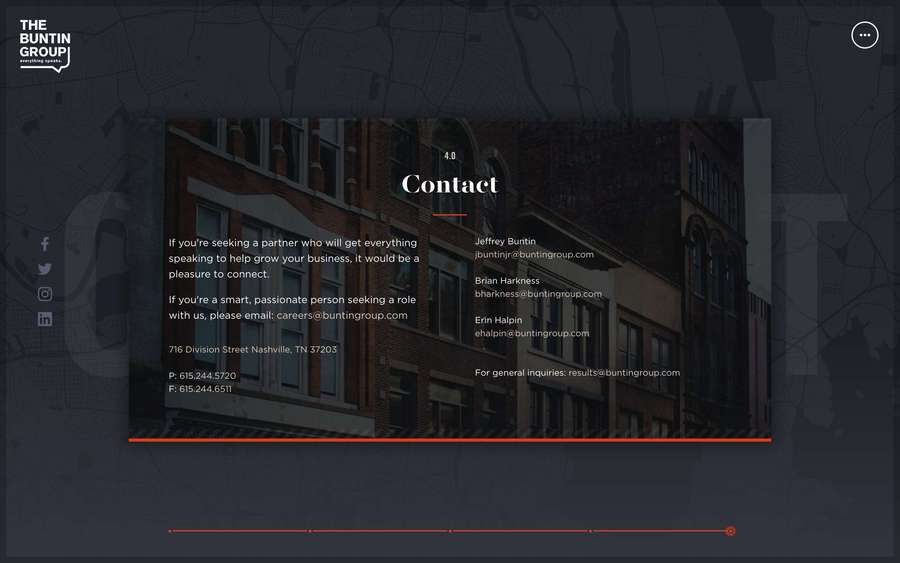 THE
BUNTIN
GROUP
everything speaks.
4.0
Contact
If you're seeking a partner who will get everything
speaking to help grow your business, it would be a
pleasure to connect.
If you're a smart, passionate person seeking a role
with us, please email: careers@buntingroup.com
716 Division Street Nashville, TN 37203
P: 615.244.5720
F: 615.244.6511
Jeffrey Buntin
jbuntinjr@buntingroup.com
Brian Harkness
bharkness@buntingroup.com
Erin Halpin
ehalpin@buntingroup.com
For general inquiries: results@buntingroup.com